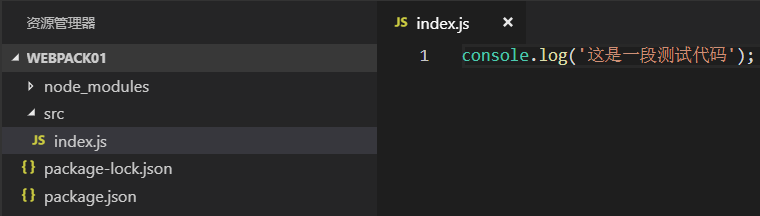 资源管理器
WEBPACK01
node_modules
src
JS index.js
{} package-lock.json
{} package.json
JS index.js ×
1 console.log('这是一段测试代码');